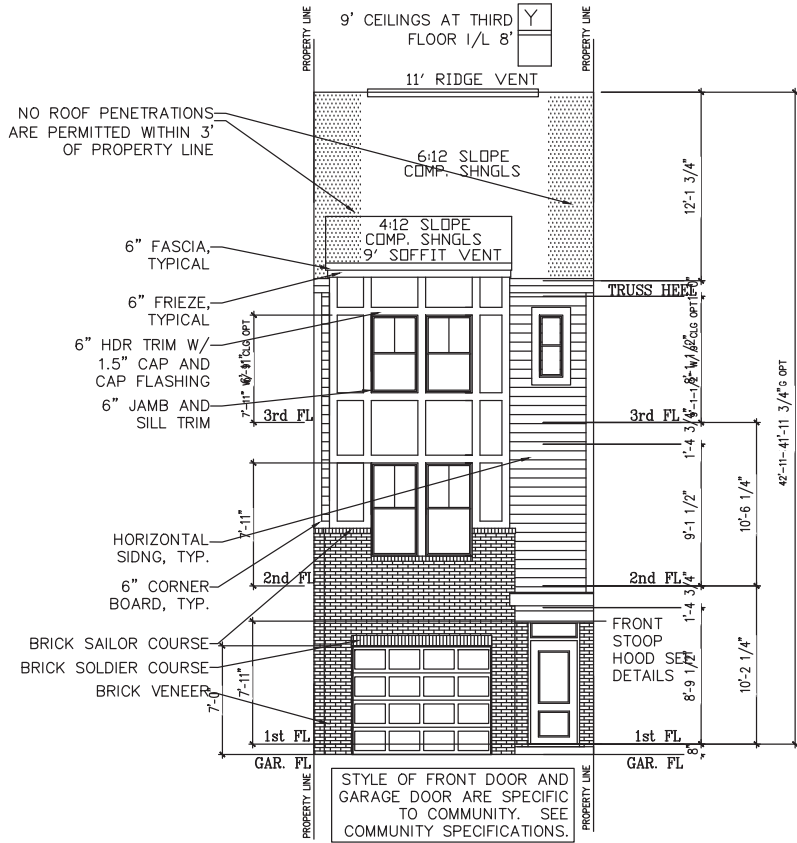 PROPERTY LINE
9' CEILINGS AT THIRD
FLOOR I/L 8'
Y
PROPERTY LINE
11' RIDGE VENT
NO ROOF PENETRATIONS
ARE PERMITTED WITHIN 3'
OF PROPERTY LINE
6:12 SLOPE
COMP. SHNGLS
12'-1 3/4"
4:12 SLOPE
COMP. SHNGLS
9' SOFFIT VENT
6" FASCIA,
TYPICAL
TRUSS HEEL
6" FRIEZE,
TYPICAL
6" HDR TRIM W/
1.5" CAP AND
CAP FLASHING
6" JAMB AND
SILL TRIM
3rd FL
3rd FL
1'-4 3/4"
42'-11
41'-11 3/4"
G OPT
7'-11"
9'-1 1/2"
10'-6 1/4"
HORIZONTAL
SIDNG, TYP.
2nd FL
2nd FL
6" CORNER
BOARD, TYP.
1'-4 3/4"
FRONT
STOOP
HOOD SEE
DETAILS
BRICK SAILOR COURSE
BRICK SOLDIER COURSE
BRICK VENEER
7'-0"
7'-11"
8'-9 1/2"
10'-2 1/4"
1st FL
1st FL
8"
GAR. FL
GAR. FL
PROPERTY LINE
STYLE OF FRONT DOOR AND
GARAGE DOOR ARE SPECIFIC
TO COMMUNITY. SEE
COMMUNITY SPECIFICATIONS.
PROPERTY LINE